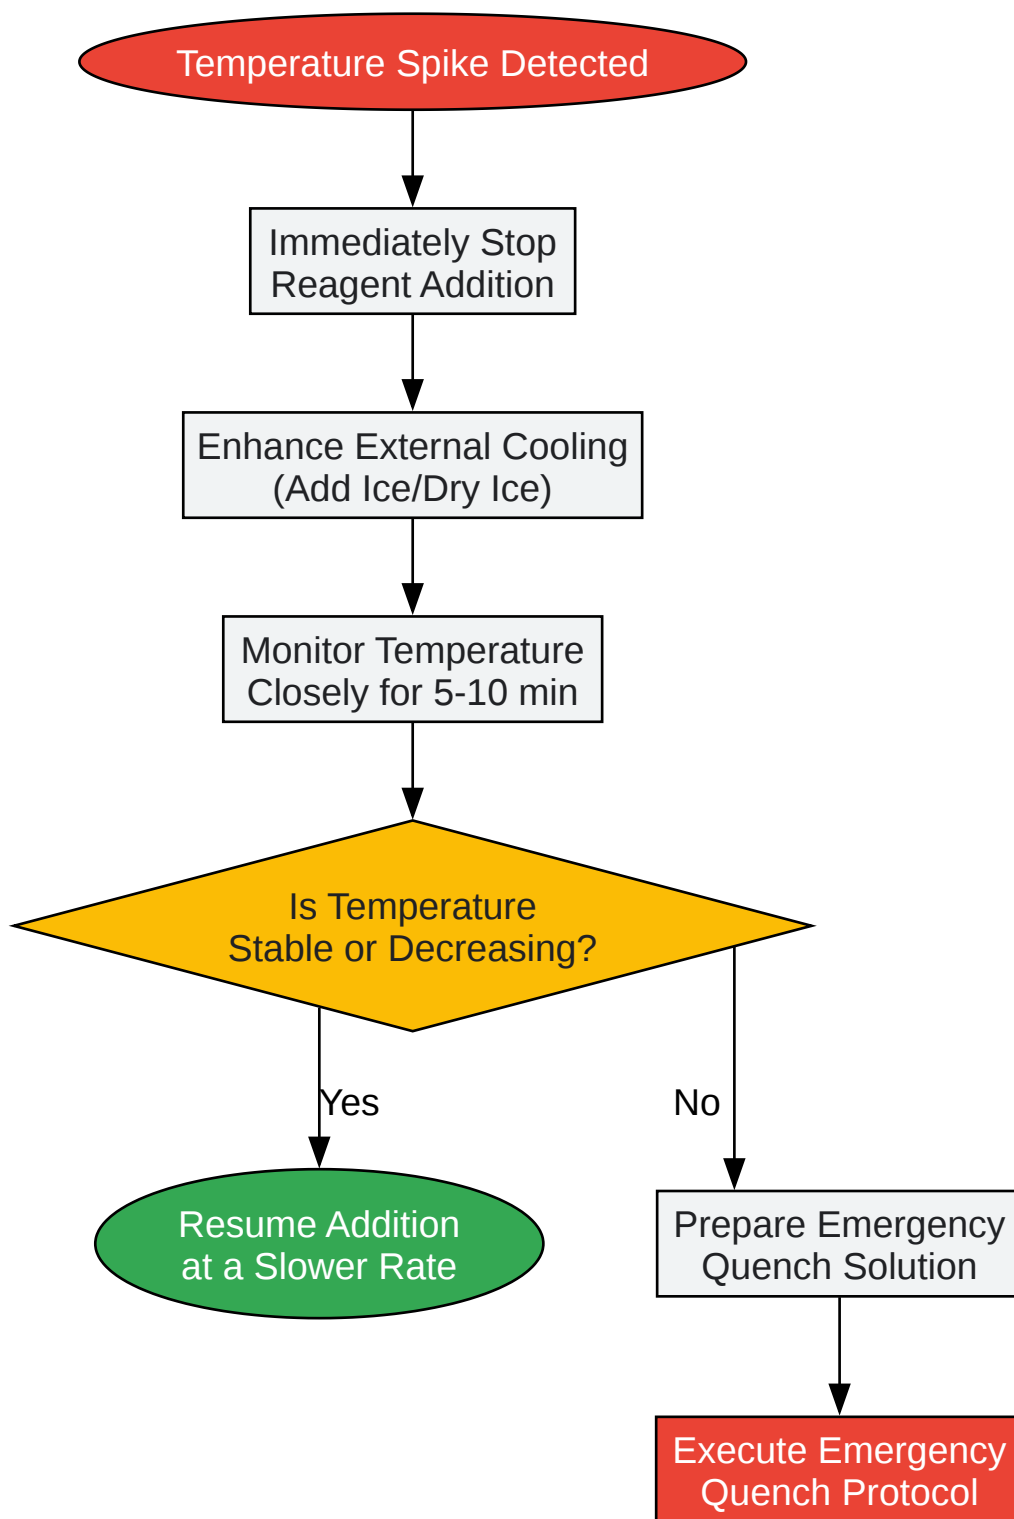 Temperature Spike Detected
Immediately Stop
Reagent Addition
Enhance External Cooling
(Add Ice/Dry Ice)
Monitor Temperature
Closely for 5-10 min
Is Temperature
Stable or Decreasing?
Yes
No
Resume Addition
at a Slower Rate
Prepare Emergency
Quench Solution
Execute Emergency
Quench Protocol